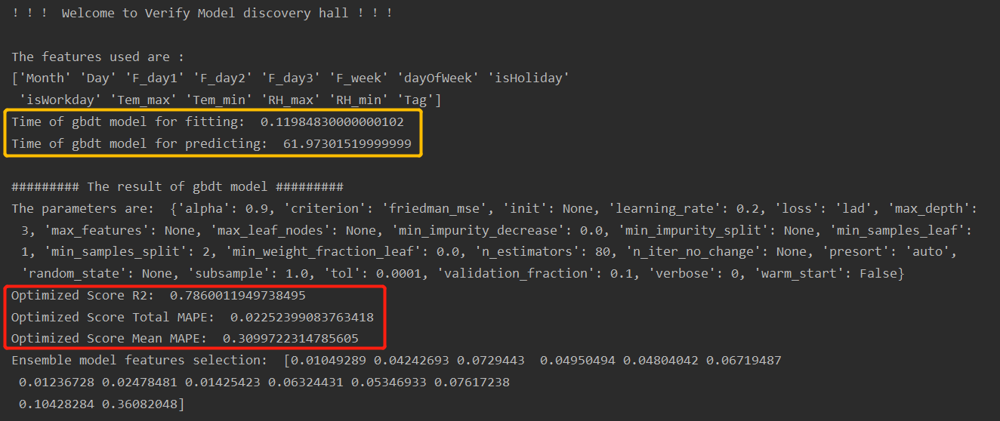 ! ! ! Welcome to Verify Model discovery hall ! ! !
The features used are :
['Month' 'Day' 'F_day1' 'F_day2' 'F_day3' 'F_week' 'dayOfWeek' 'isHoliday'
'isWorkday' 'Tem_max' 'Tem_min' 'RH_max' 'RH_min' 'Tag']
Time of gbdt model for fitting:  0.11984830000000102
Time of gbdt model for predicting:  61.97301519999999
######### The result of gbdt model #########
The parameters are:  {'alpha': 0.9, 'criterion': 'friedman_mse', 'init': None, 'learning_rate': 0.2, 'loss': 'lad', 'max_depth':
3, 'max_features': None, 'max_leaf_nodes': None, 'min_impurity_decrease': 0.0, 'min_impurity_split': None, 'min_samples_leaf':
1, 'min_samples_split': 2, 'min_weight_fraction_leaf': 0.0, 'n_estimators': 80, 'n_iter_no_change': None, 'presort': 'auto',
'random_state': None, 'subsample': 1.0, 'tol': 0.0001, 'validation_fraction': 0.1, 'verbose': 0, 'warm_start': False}
Optimized Score R2:  0.7860011949738495
Optimized Score Total MAPE:  0.02252399083763418
Optimized Score Mean MAPE:  0.3099722314785605
Ensemble model features selection:  [0.01049289 0.04242693 0.0729443  0.04950494 0.04804042 0.06719487
0.01236728 0.02478481 0.01425423 0.06324431 0.05346933 0.07617238
0.10428284 0.36082048]